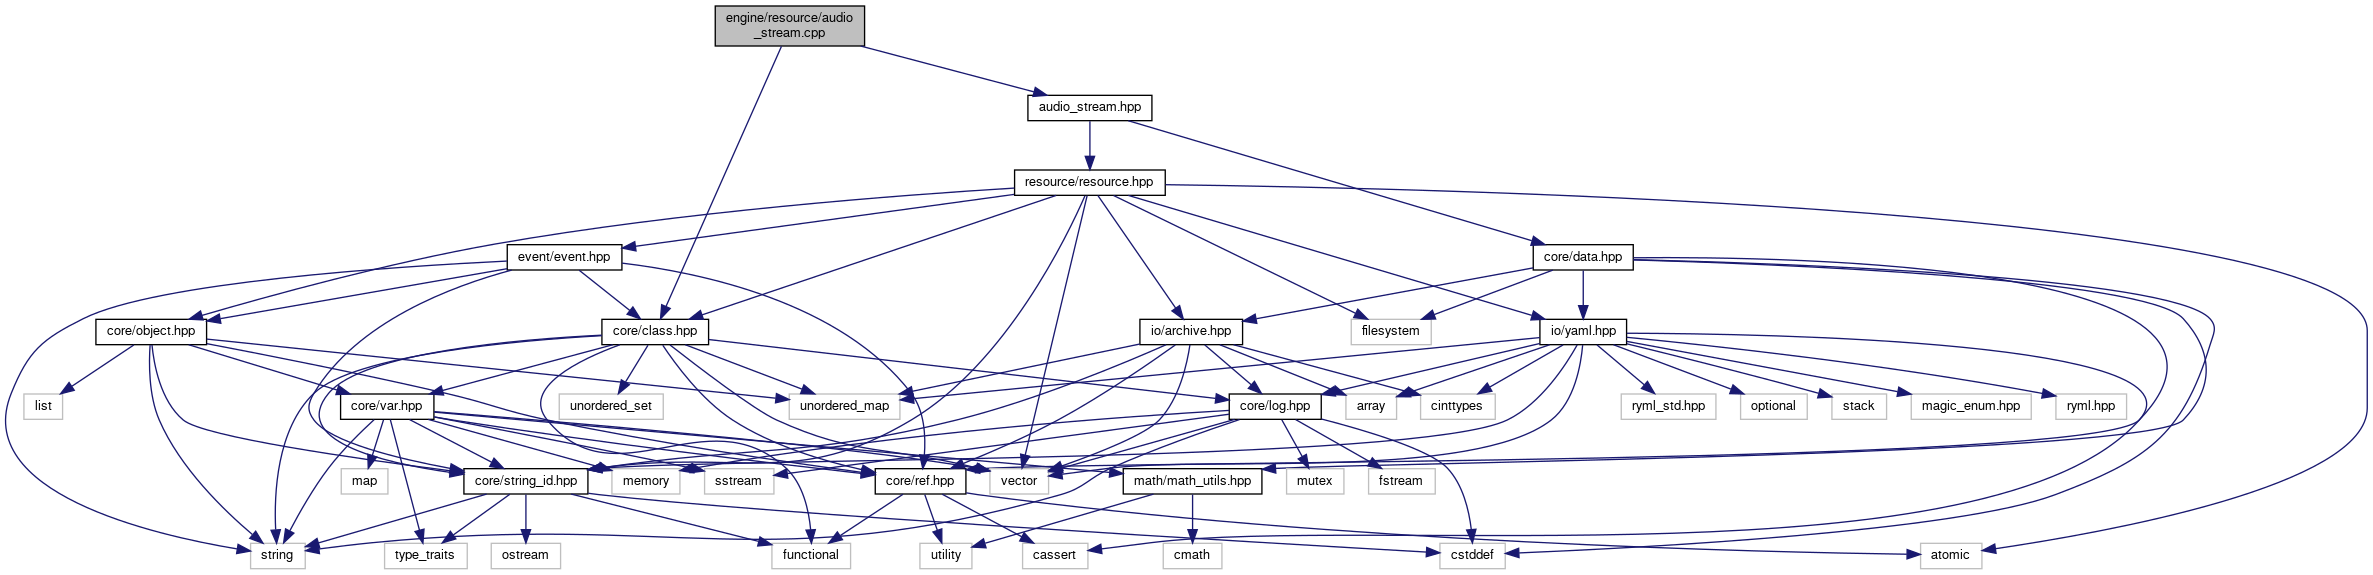 engine/resource/audio
_stream.cpp
audio_stream.hpp
resource/resource.hpp
event/event.hpp
core/data.hpp
core/object.hpp
core/class.hpp
io/archive.hpp
filesystem
io/yaml.hpp
list
core/var.hpp
unordered_set
unordered_map
core/log.hpp
array
cinttypes
ryml_std.hpp
optional
stack
magic_enum.hpp
ryml.hpp
map
core/string_id.hpp
memory
sstream
core/ref.hpp
vector
math/math_utils.hpp
mutex
fstream
string
type_traits
ostream
functional
utility
cassert
cmath
cstddef
atomic